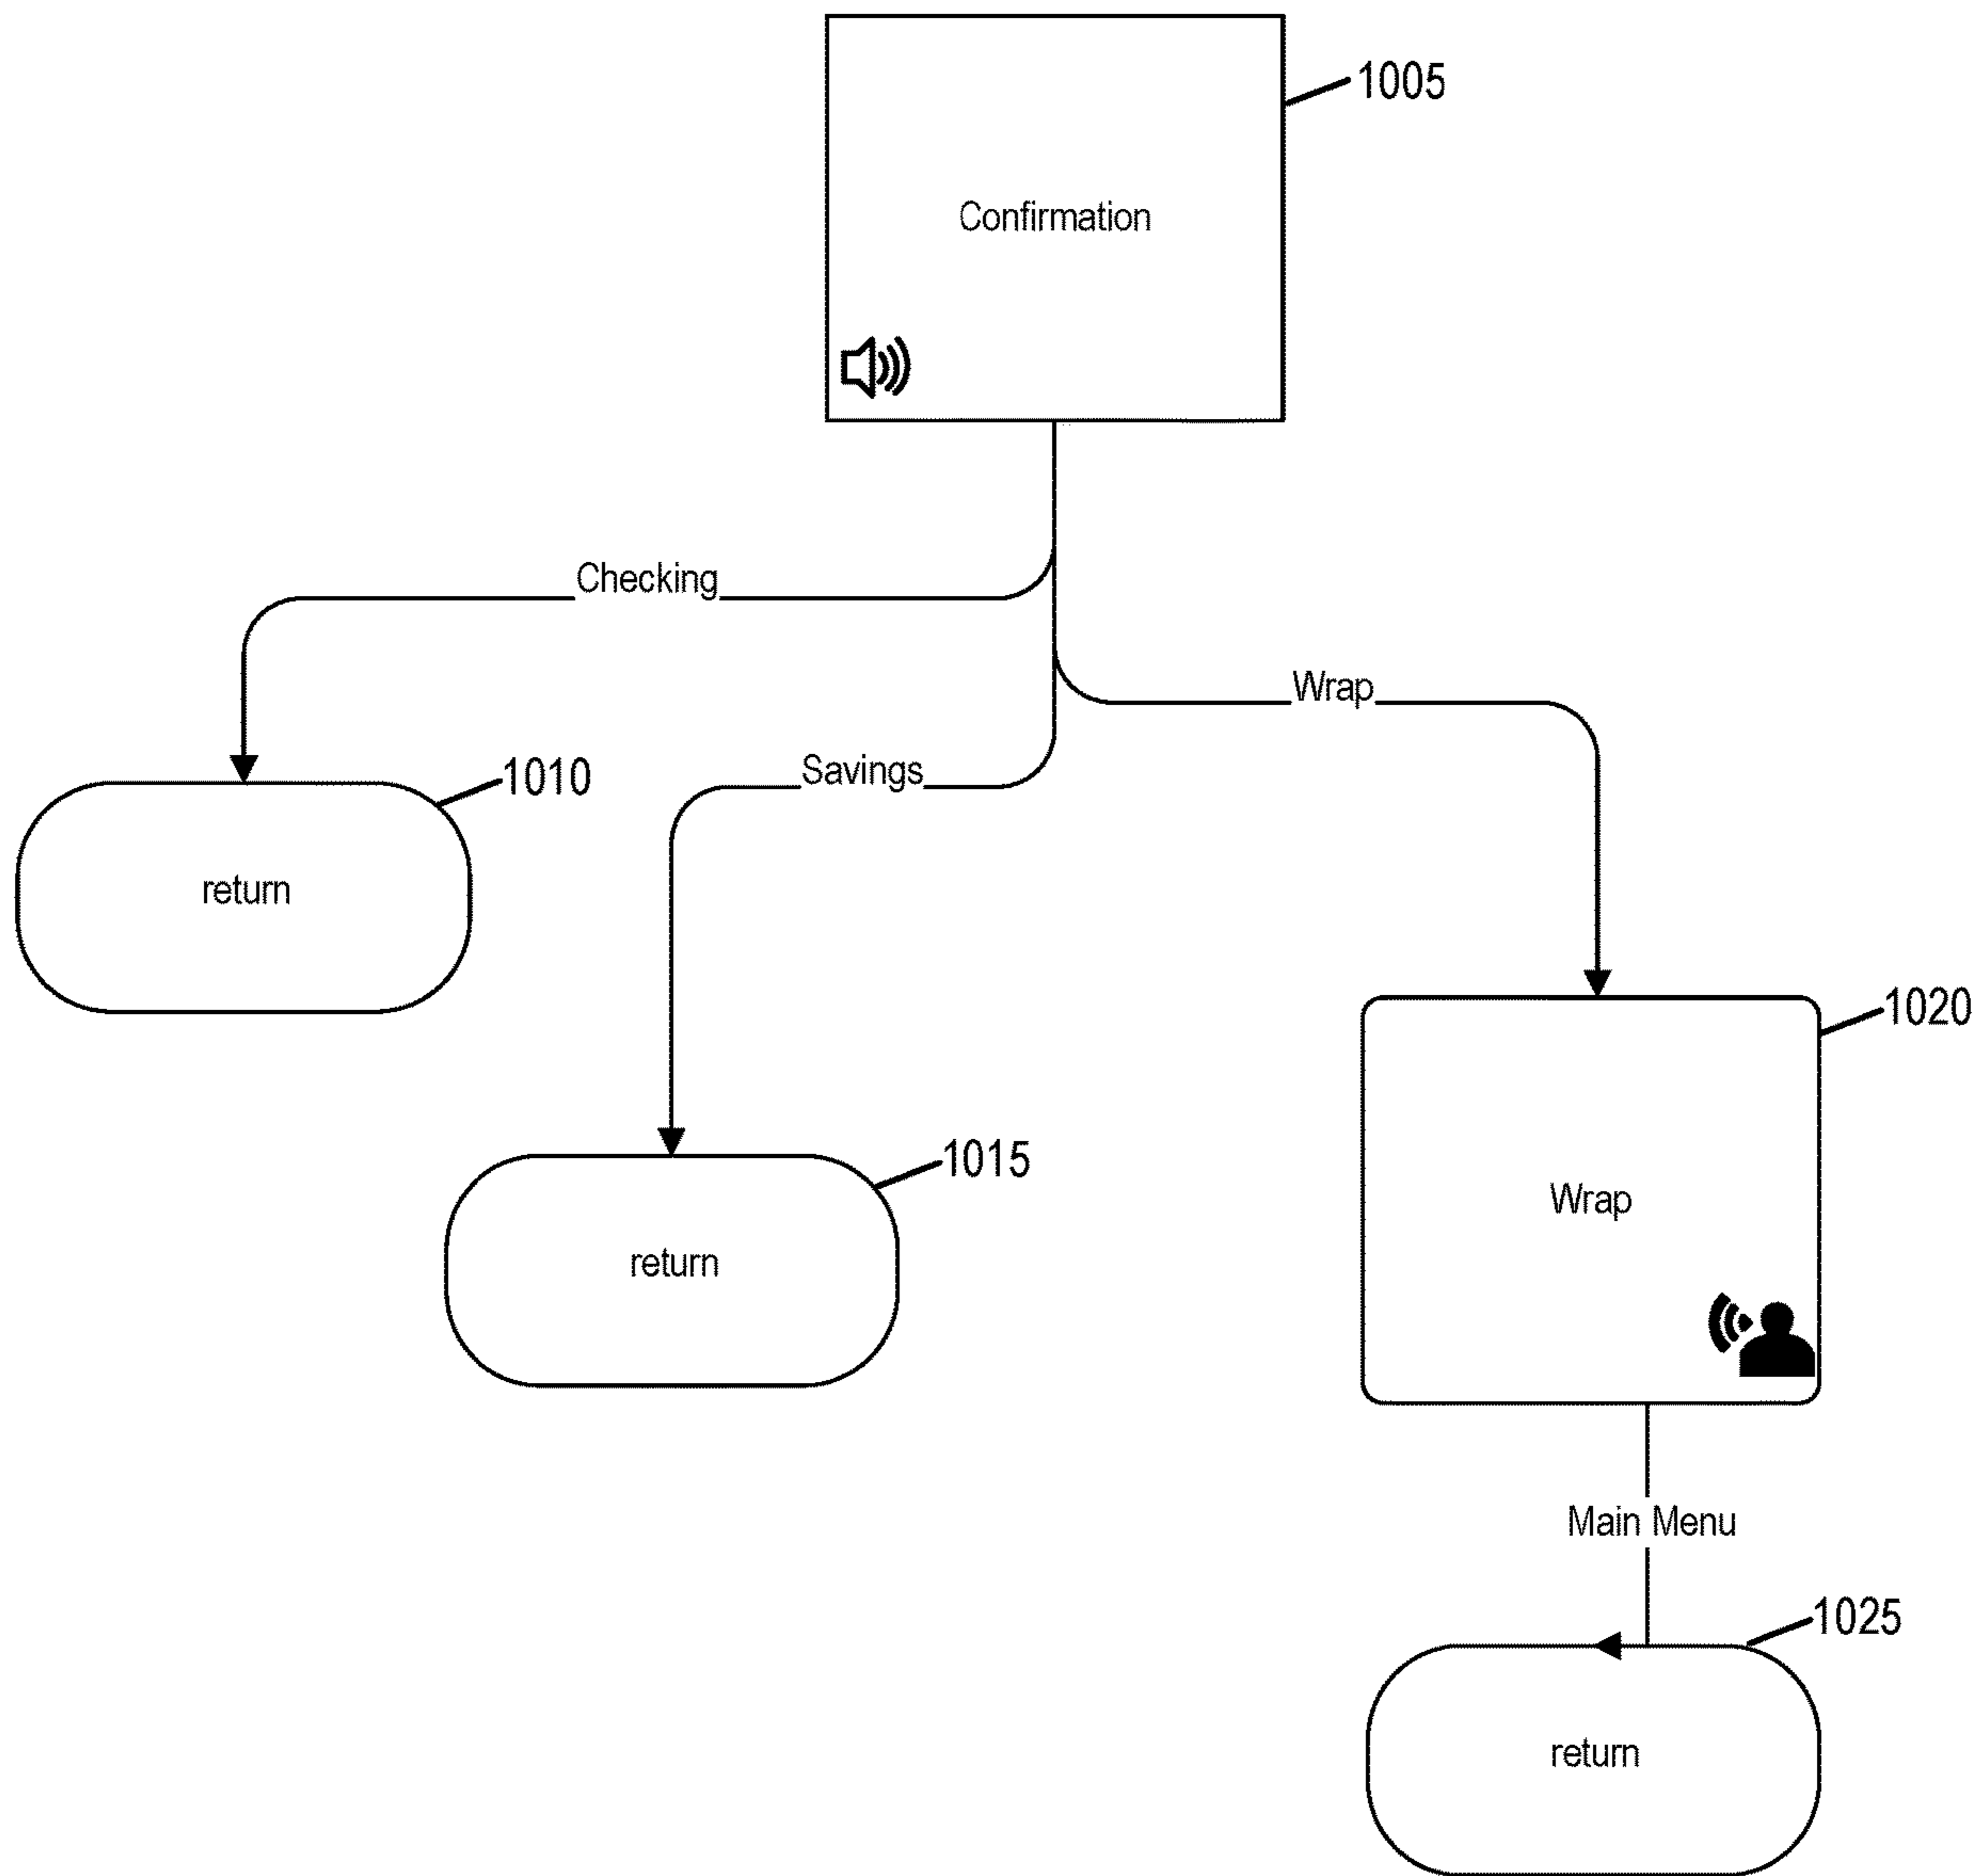 1005
Confirmation
Checking
Wrap
Savings
1010
return
1020
1015
Wrap
return
Main Menu
1025
return